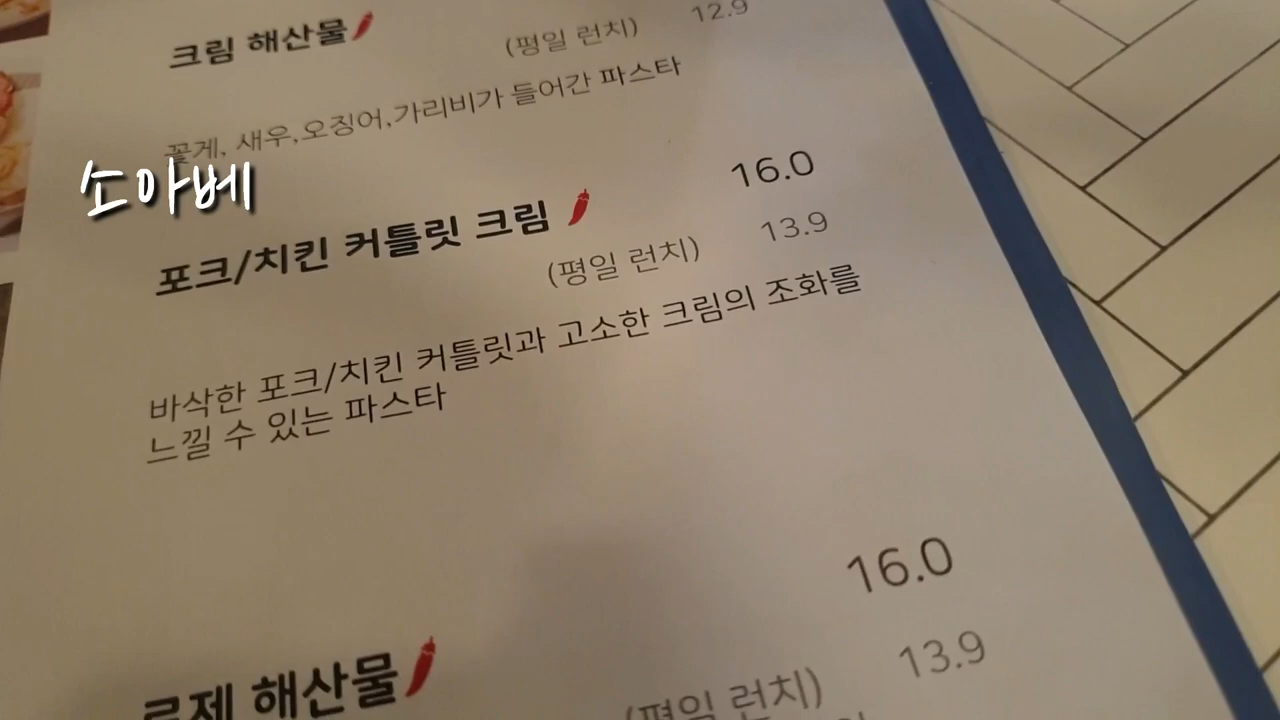 크림 해산물
(평일 런치) 12.9
꽃게, 새우,오징어,가리비가 들어간 파스타
소아베
포크/치킨 커틀릿 크림 16.0
(평일 런치) 13.9
바삭한 포크/치킨 커틀릿과 고소한 크림의 조화를
느낄 수 있는 파스타
로제 해산물 16.0
(평일 런치) 13.9